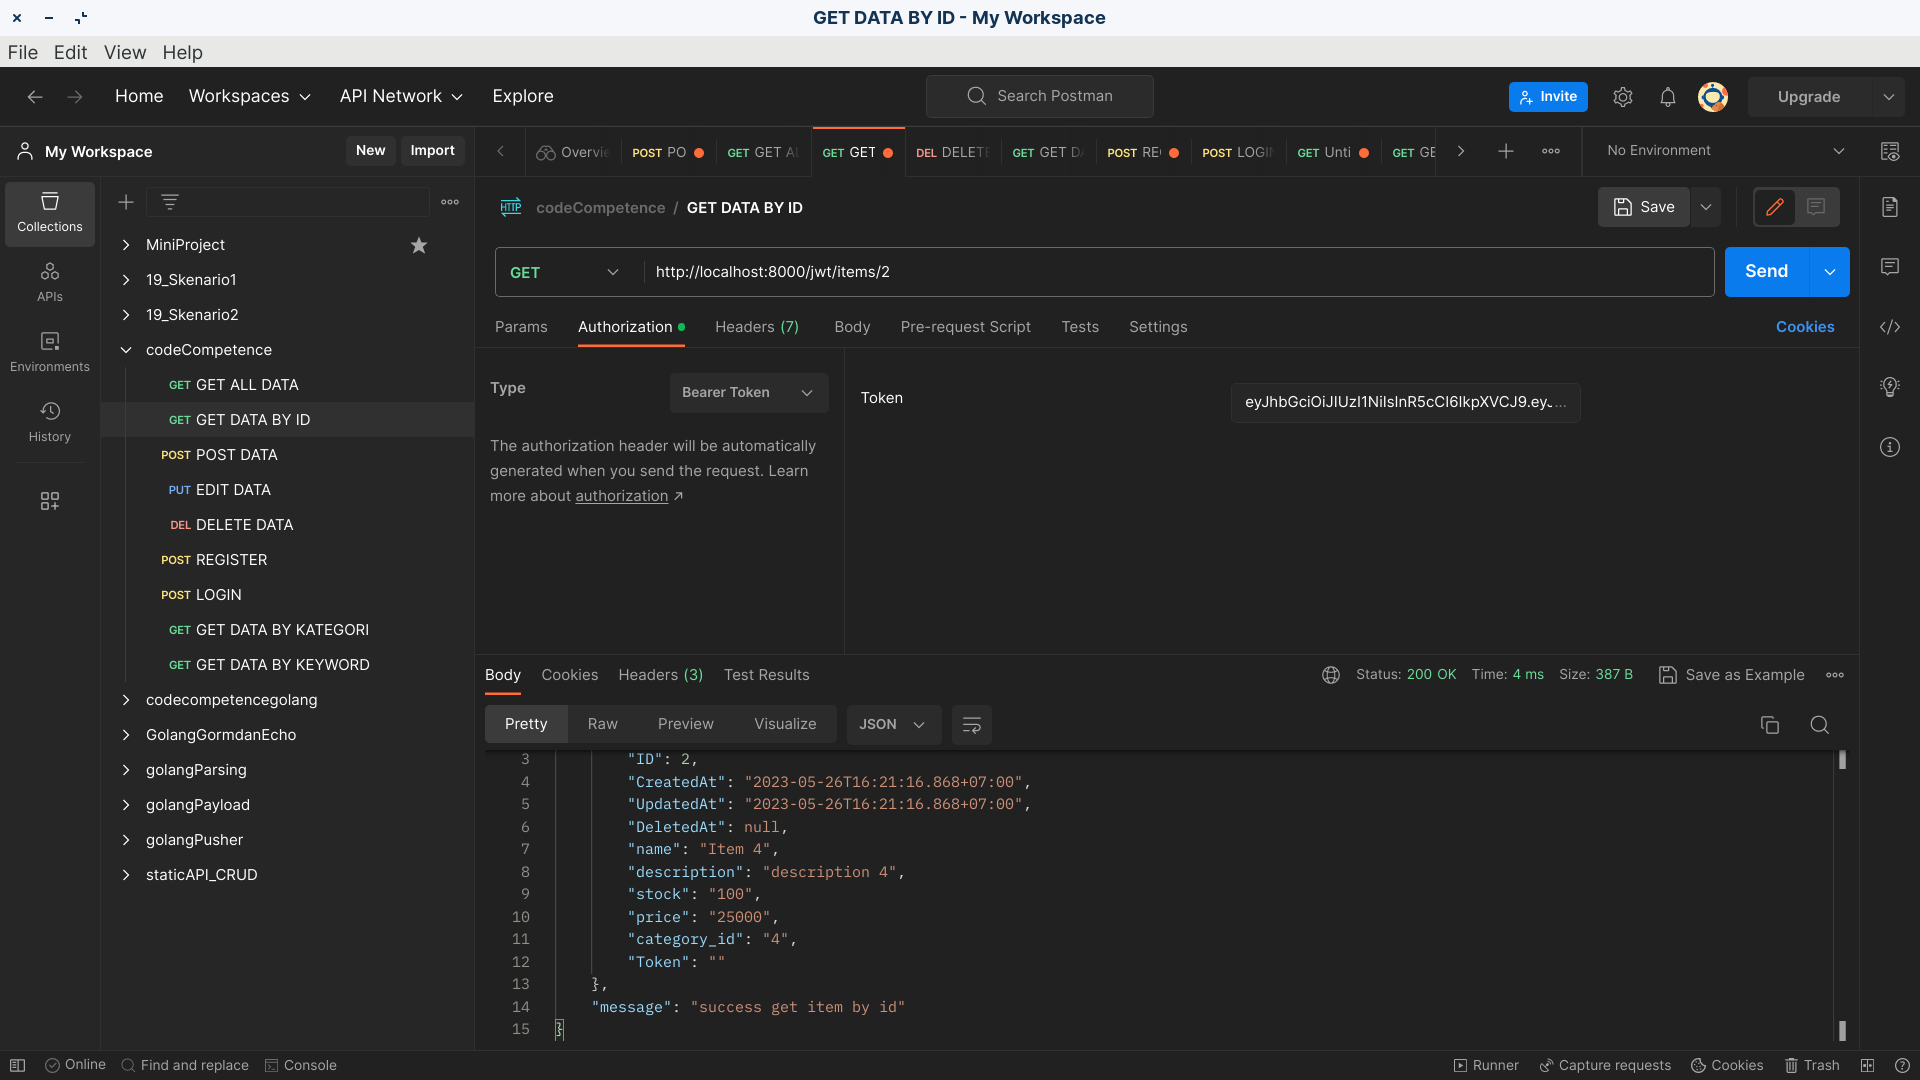 GET DATA BY ID - My Workspace
File Edit View Help
Home Workspaces API Network Explore
Search Postman
Invite
Upgrade
My Workspace
New Import
Overvi
POST PO
GET GET Al
GET GET
DEL DELETE
GET GET DA
POST RE
POST LOGI
GET Unti
GET GE
No Environment
Collections
APIs
Environments
History
MiniProject
19_Skenario1
19_Skenario2
codeCompetence
GET GET ALL DATA
GET GET DATA BY ID
POST POST DATA
PUT EDIT DATA
DEL DELETE DATA
POST REGISTER
POST LOGIN
GET GET DATA BY KATEGORI
GET GET DATA BY KEYWORD
codecompetencegolang
GolangGormdanEcho
golangParsing
golangPayload
golangPusher
staticAPI_CRUD
HTTP codeCompetence / GET DATA BY ID
Save
GET http://localhost:8000/jwt/items/2
Send
Params Authorization Headers (7) Body Pre-request Script Tests Settings
Cookies
Type Bearer Token
The authorization header will be automatically
generated when you send the request. Learn
more about authorization ↗
Token
eyJhbGciOiJIUzI1NiIsInR5cCI6IkpXVCJ9.eyJ...
Body Cookies Headers (3) Test Results
Status: 200 OK Time: 4 ms Size: 387 B
Save as Example
Pretty Raw Preview Visualize JSON
3 "ID": 2,
4 "CreatedAt": "2023-05-26T16:21:16.868+07:00",
5 "UpdatedAt": "2023-05-26T16:21:16.868+07:00",
6 "DeletedAt": null,
7 "name": "Item 4",
8 "description": "description 4",
9 "stock": "100",
10 "price": "25000",
11 "category_id": "4",
12 "Token": ""
13 },
14 "message": "success get item by id"
15 }
Online Find and replace Console
Runner Capture requests Cookies Trash